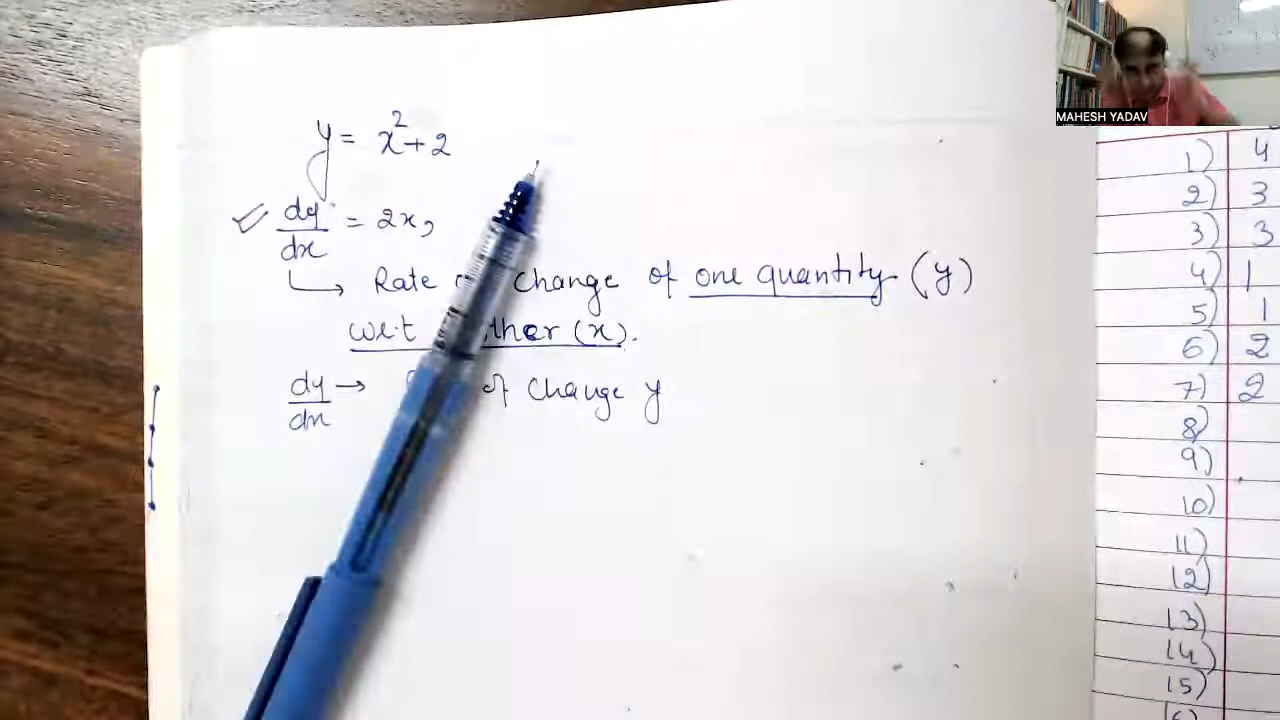 y = x² + 2
dy/dx = 2x,
Rate change of one quantity (y)
w.r.t (x).
dy/dx → of change y
MAHESH YADAV
1) 4
2) 3
3) 3
4) 1
5) 1
6) 2
7) 2
8)
9)
10)
11)
12)
13)
14)
15)